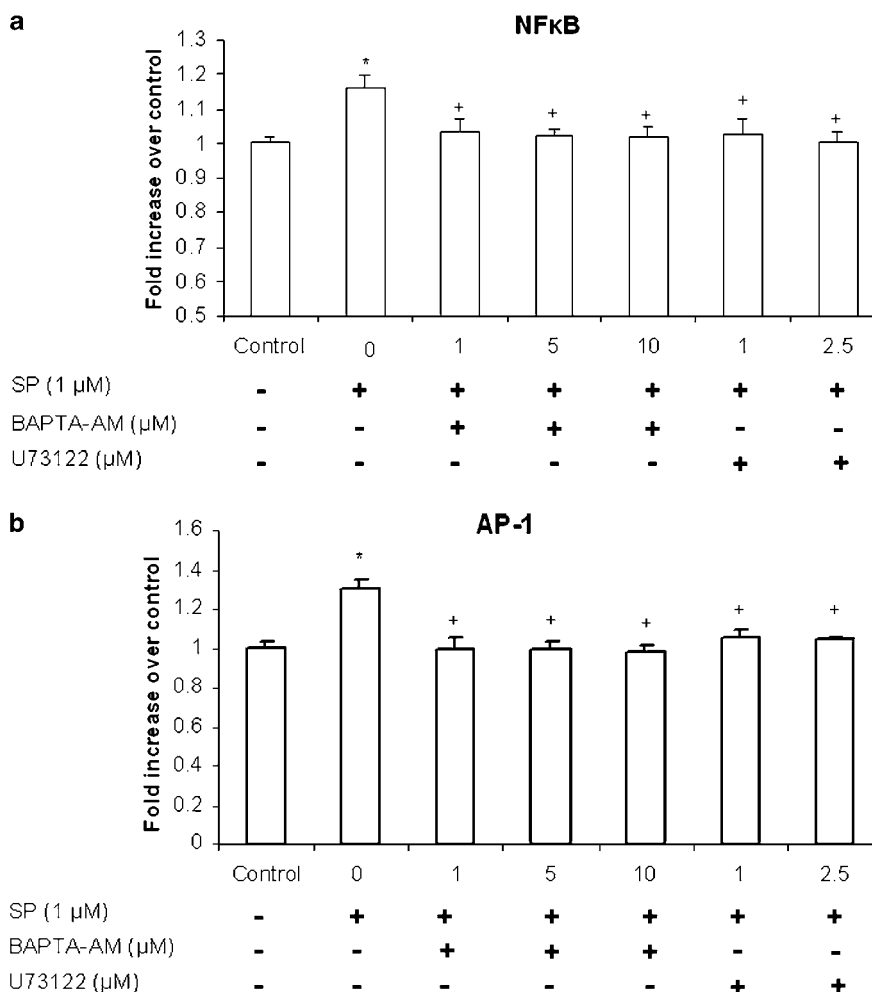 a
NFκB
Fold increase over control
1.3
1.2
1.1
1
0.9
0.8
0.7
0.6
0.5
*
+ + + + +
Control 0 1 5 10 1 2.5
SP (1 µM) - + + + + + +
BAPTA-AM (µM) - - + + + - -
U73122 (µM) - - - - - + +
b
AP-1
Fold increase over control
1.6
1.4
1.2
1
0.8
0.6
0.4
0.2
0
*
+ + + + +
Control 0 1 5 10 1 2.5
SP (1 µM) - + + + + + +
BAPTA-AM (µM) - - + + + - -
U73122 (µM) - - - - - + +